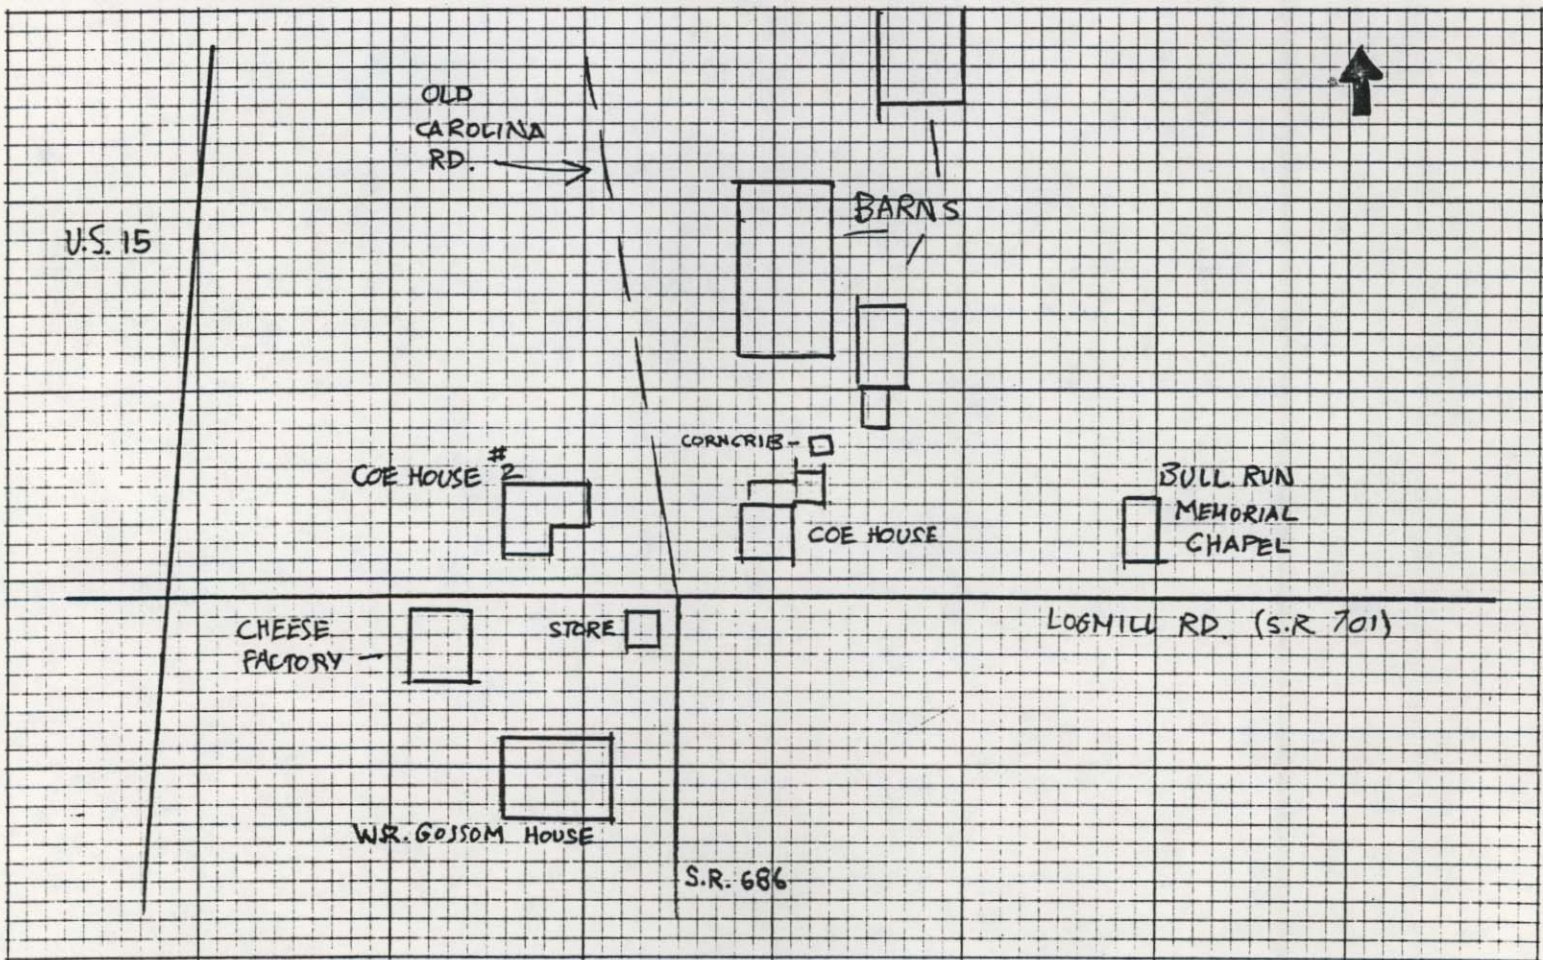 OLD
CAROLINA
RD.
U.S. 15
BARNS
CORNCRIB
COE HOUSE #2
COE HOUSE
BULL RUN
MEMORIAL
CHAPEL
LOGMILL RD. (S.R 701)
CHEESE
FACTORY
STORE
W.R. GOSSOM HOUSE
S.R. 686